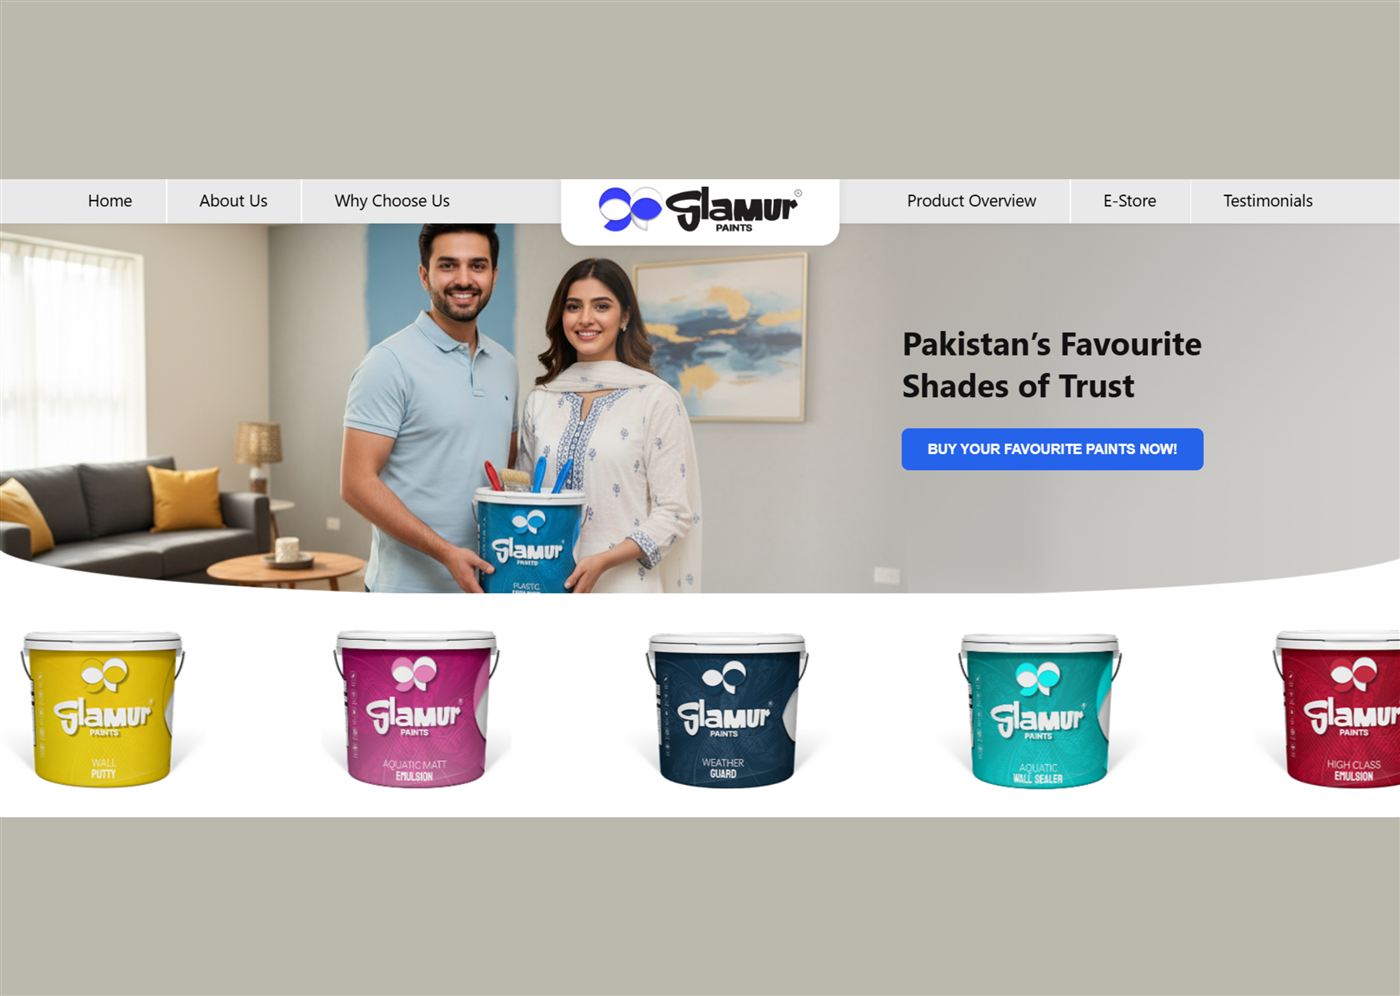 Home
About Us
Why Choose Us
Glamur
PAINTS
Product Overview
E-Store
Testimonials
Pakistan’s Favourite
Shades of Trust
BUY YOUR FAVOURITE PAINTS NOW!
Glamur
PAINTS
PLASTIC
Glamur
PAINTS
WALL
PUTTY
Glamur
PAINTS
AQUATIC MATT
EMULSION
Glamur
PAINTS
WEATHER
GUARD
Glamur
PAINTS
AQUATIC
WALL SEALER
Glamur
PAINTS
HIGH CLASS
EMULSION